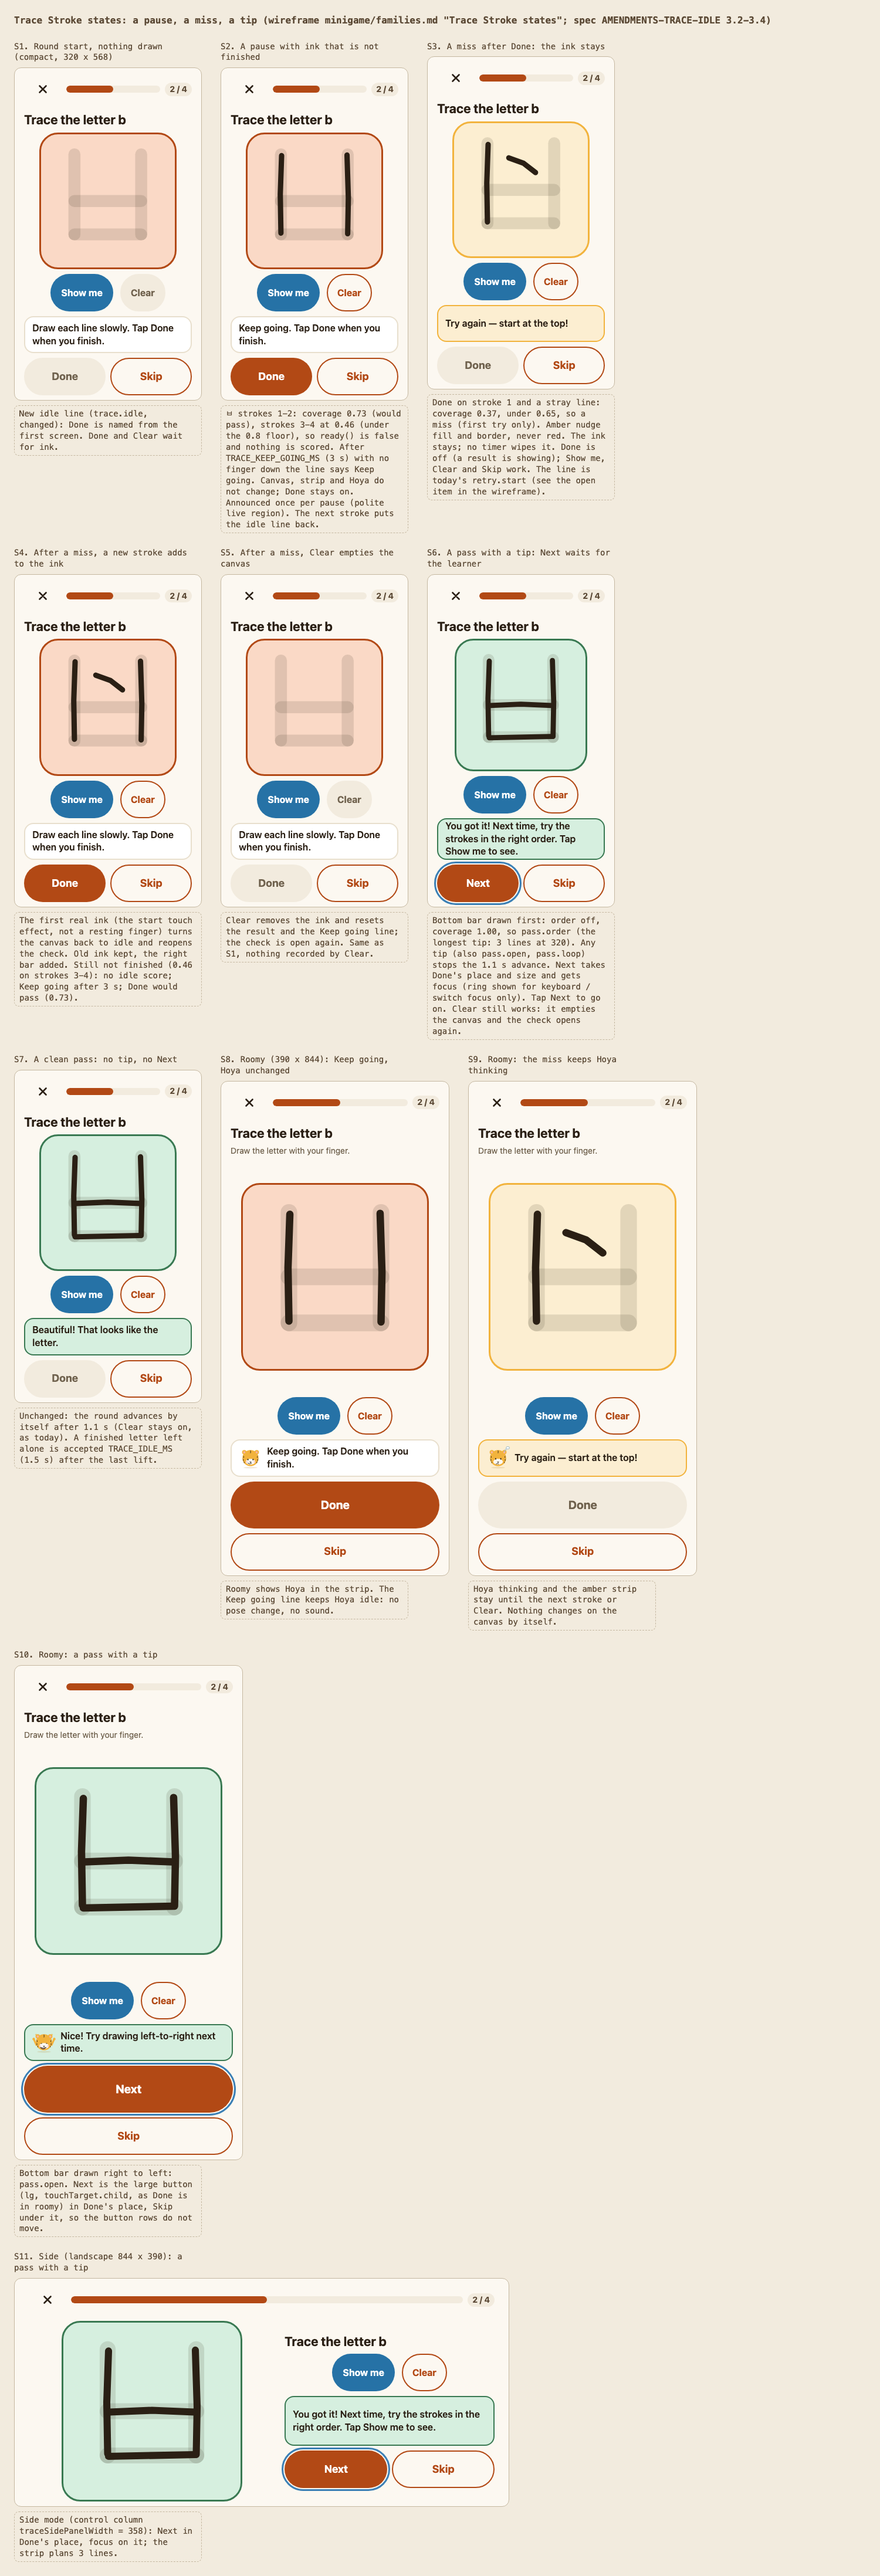 Trace Stroke states: a pause, a miss, a tip (wireframe minigame/families.md "Trace Stroke states"; spec AMENDMENTS-TRACE-IDLE 3.2-3.4)
S1. Round start, nothing drawn
(compact, 320 x 568)
✕
2 / 4
Trace the letter b
Show me
Clear
Draw each line slowly. Tap Done
when you finish.
Done
Skip
New idle line (trace.idle,
changed): Done is named from the
first screen. Done and Clear wait
for ink.
S2. A pause with ink that is not
finished
✕
2 / 4
Trace the letter b
Show me
Clear
Keep going. Tap Done when you
finish.
Done
Skip
ㅂ strokes 1-2: coverage 0.73 (would
pass), strokes 3-4 at 0.46 (under
the 0.8 floor), so ready() is false
and nothing is scored. After
TRACE_KEEP_GOING_MS (3 s) with no
finger down the line says Keep
going. Canvas, strip and Hoya do
not change; Done stays on.
Announced once per pause (polite
live region). The next stroke puts
the idle line back.
S3. A miss after Done: the ink stays
✕
2 / 4
Trace the letter b
Show me
Clear
Try again — start at the top!
Done
Skip
Done on stroke 1 and a stray line:
coverage 0.37, under 0.65, so a
miss (first try only). Amber nudge
fill and border, never red. The ink
stays; no timer wipes it. Done is
off (a result is showing); Show me,
Clear and Skip work. The line is
today's retry.start (see the open
item in the wireframe).
S4. After a miss, a new stroke adds
to the ink
✕
2 / 4
Trace the letter b
Show me
Clear
Draw each line slowly. Tap Done
when you finish.
Done
Skip
The first real ink (the start touch
effect, not a resting finger) turns
the canvas back to idle and reopens
the check. Old ink kept, the right
bar added. Still not finished (0.46
on strokes 3-4): no idle score;
Keep going after 3 s; Done would
pass (0.73).
S5. After a miss, Clear empties the
canvas
✕
2 / 4
Trace the letter b
Show me
Clear
Draw each line slowly. Tap Done
when you finish.
Done
Skip
Clear removes the ink and resets
the result and the Keep going line;
the check is open again. Same as
S1, nothing recorded by Clear.
S6. A pass with a tip: Next waits for
the learner
✕
2 / 4
Trace the letter b
Show me
Clear
You got it! Next time, try the
strokes in the right order. Tap
Show me to see.
Next
Skip
Bottom bar drawn first: order off,
coverage 1.00, so pass.order (the
longest tip: 3 lines at 320). Any
tip (also pass.open, pass.loop)
stops the 1.1 s advance. Next takes
Done's place and size and gets
focus (ring shown for keyboard /
switch focus only). Tap Next to go
on. Clear still works: it empties
the canvas and the check opens
again.
S7. A clean pass: no tip, no Next
✕
2 / 4
Trace the letter b
Show me
Clear
Beautiful! That looks like the
letter.
Done
Skip
Unchanged: the round advances by
itself after 1.1 s (Clear stays on,
as today). A finished letter left
alone is accepted TRACE_IDLE_MS
(1.5 s) after the last lift.
S8. Roomy (390 x 844): Keep going,
Hoya unchanged
✕
2 / 4
Trace the letter b
Draw the letter with your finger.
Show me
Clear
Keep going. Tap Done when you
finish.
Done
Skip
Roomy shows Hoya in the strip. The
Keep going line keeps Hoya idle: no
pose change, no sound.
S9. Roomy: the miss keeps Hoya
thinking
✕
2 / 4
Trace the letter b
Draw the letter with your finger.
Show me
Clear
Try again — start at the top!
Done
Skip
Hoya thinking and the amber strip
stay until the next stroke or
Clear. Nothing changes on the
canvas by itself.
S10. Roomy: a pass with a tip
✕
2 / 4
Trace the letter b
Draw the letter with your finger.
Show me
Clear
Nice! Try drawing left-to-right next
time.
Next
Skip
Bottom bar drawn right to left:
pass.open. Next is the large button
(lg, touchTarget.child, as Done is
in roomy) in Done's place, Skip
under it, so the button rows do not
move.
S11. Side (landscape 844 x 390): a
pass with a tip
✕
2 / 4
Trace the letter b
Show me
Clear
You got it! Next time, try the strokes in the
right order. Tap Show me to see.
Next
Skip
Side mode (control column
traceSidePanelWidth = 358): Next in
Done's place, focus on it; the
strip plans 3 lines.